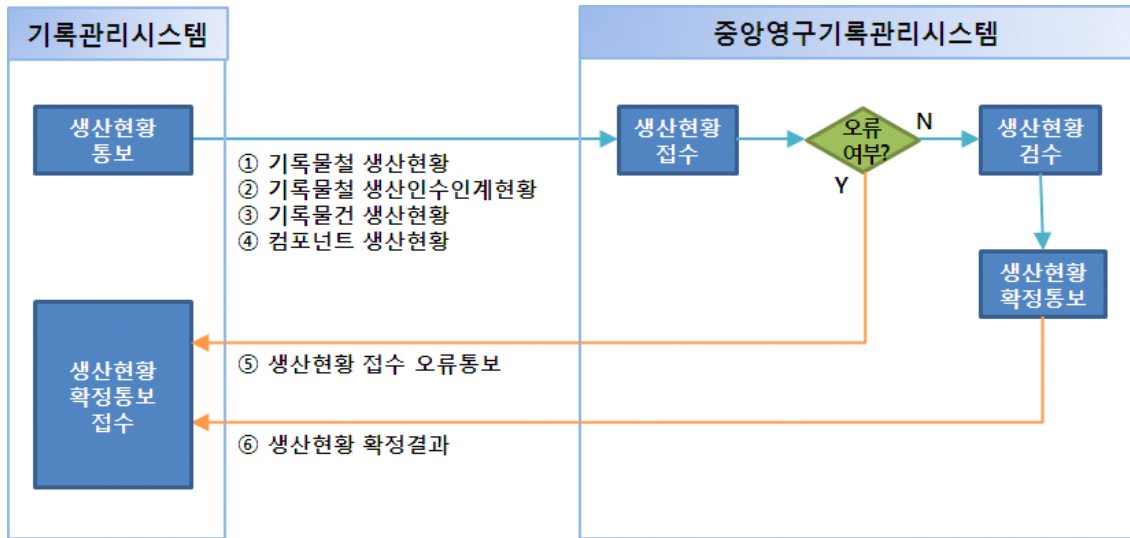 기록관리시스템
중앙영구기록관리시스템
생산현황
통보
① 기록물철 생산현황
② 기록물철 생산인수인계현황
③ 기록물건 생산현황
④ 컴포넌트 생산현황
생산현황
접수
오류
여부?
N
Y
생산현황
검수
생산현황
확정통보
생산현황
확정통보
접수
⑤ 생산현황 접수 오류통보
⑥ 생산현황 확정결과